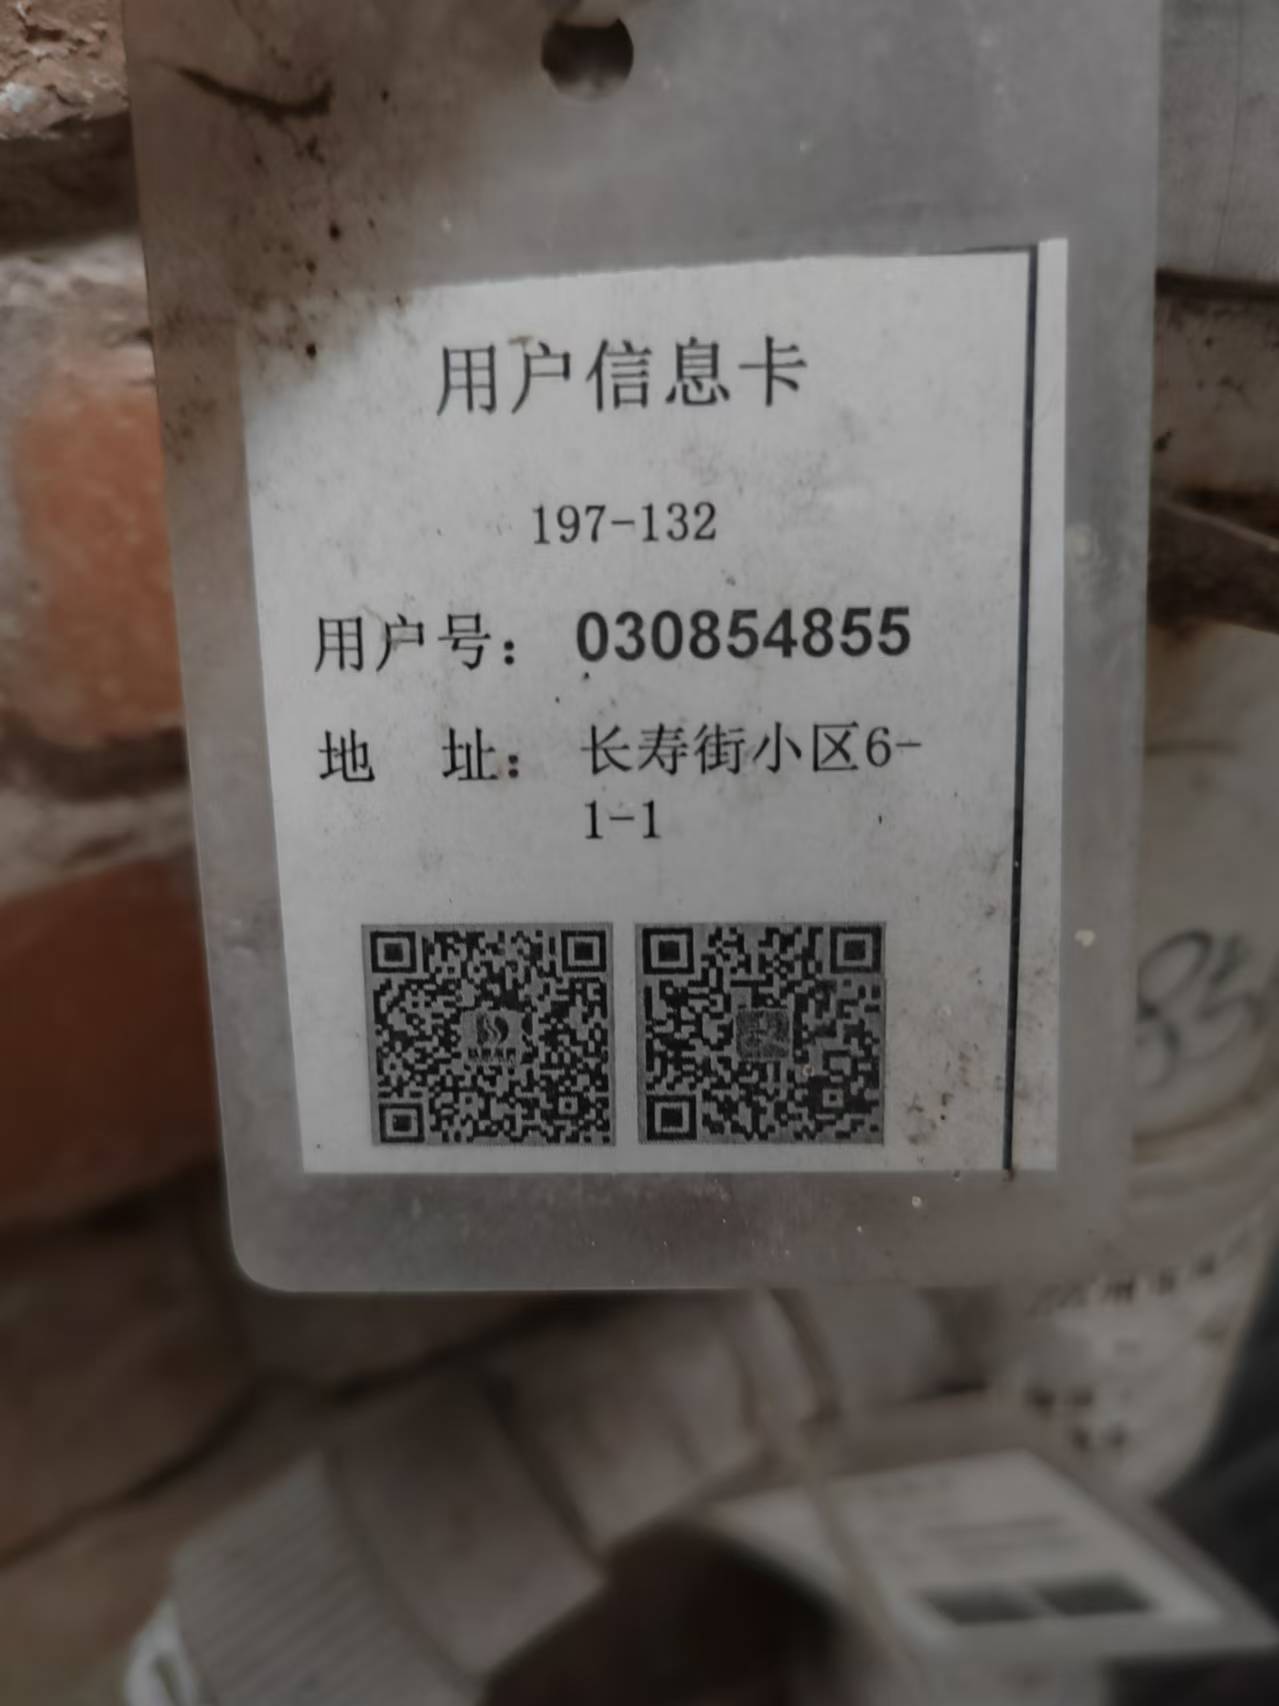 用户信息卡
197-132
用户号： 030854855
地　址： 长寿街小区6-
1-1